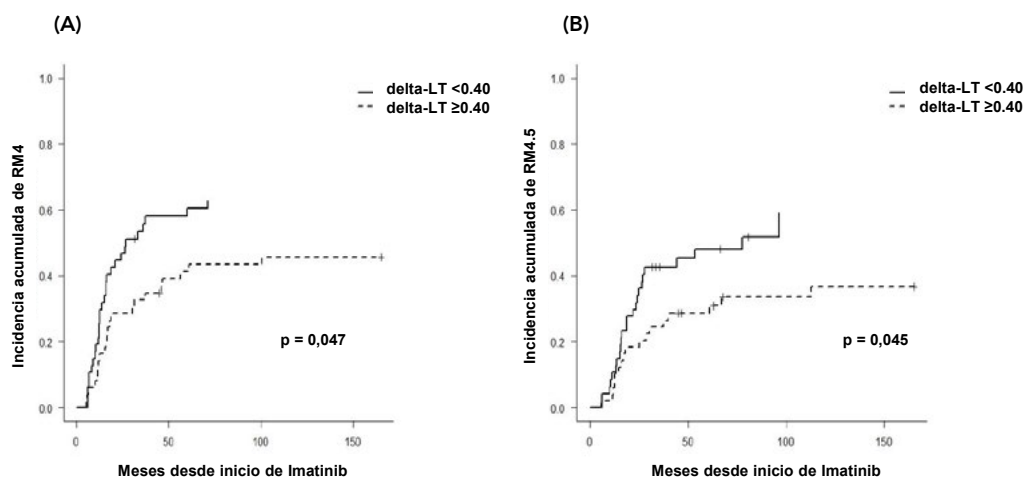 (A)
delta-LT <0.40
delta-LT ≥0.40
Incidencia acumulada de RM4
1.0
0.8
0.6
0.4
0.2
0.0
p = 0,047
0 50 100 150
Meses desde inicio de Imatinib
(B)
delta-LT <0.40
delta-LT ≥0.40
Incidencia acumulada de RM4.5
1.0
0.8
0.6
0.4
0.2
0.0
p = 0,045
0 50 100 150
Meses desde inicio de Imatinib